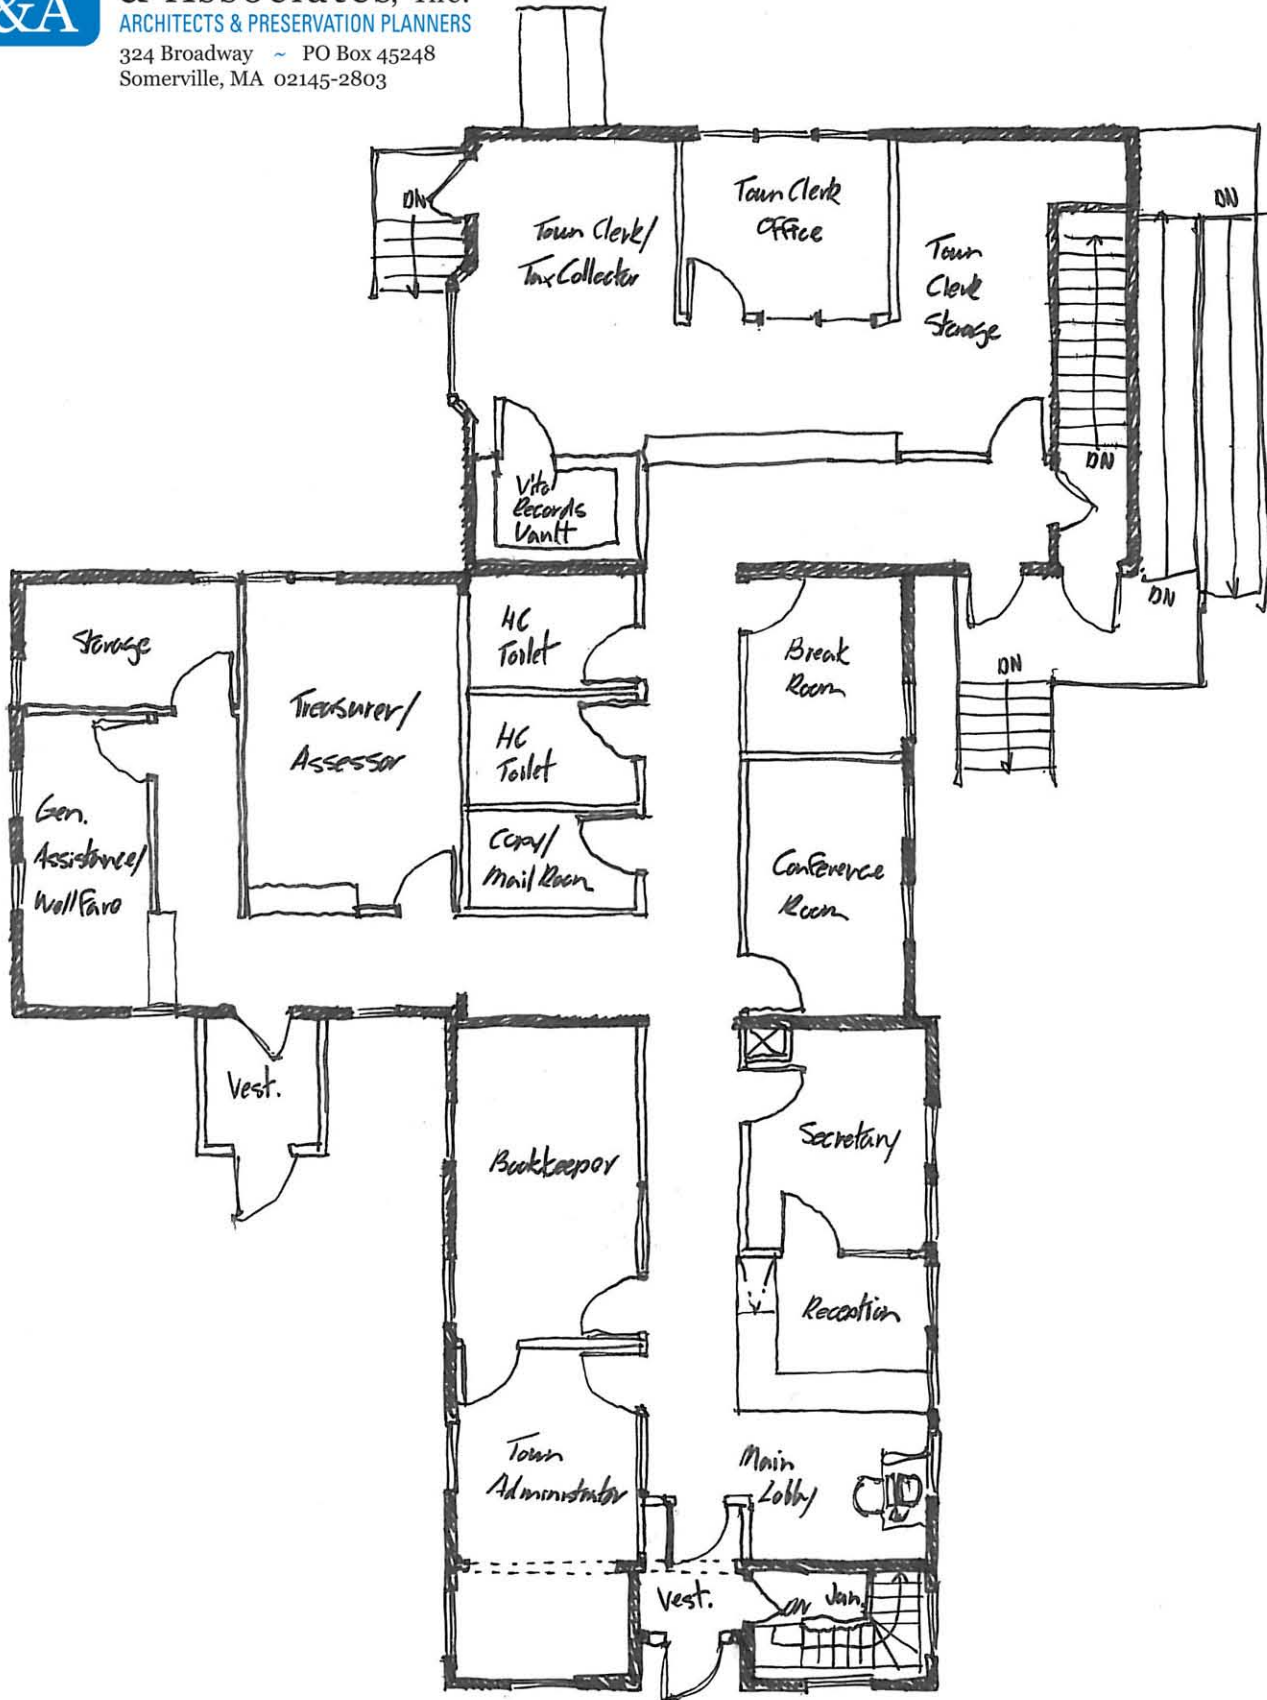 &A
& Associates, Inc.
ARCHITECTS & PRESERVATION PLANNERS
324 Broadway ~ PO Box 45248
Somerville, MA 02145-2803
DN
Town Clerk/
Tax Collector
Town Clerk
Office
Town
Clerk
Storage
DN
DN
DN
Vital
Records
Vault
Storage
Treasurer/
Assessor
HC
Toilet
HC
Toilet
Copy/
Mail Room
Break
Room
DN
Gen.
Assistance/
Wellfare
Conference
Room
Vest.
Bookkeeper
Secretary
Reception
Town
Administrator
Main
Lobby
Vest.
DN
Jan.